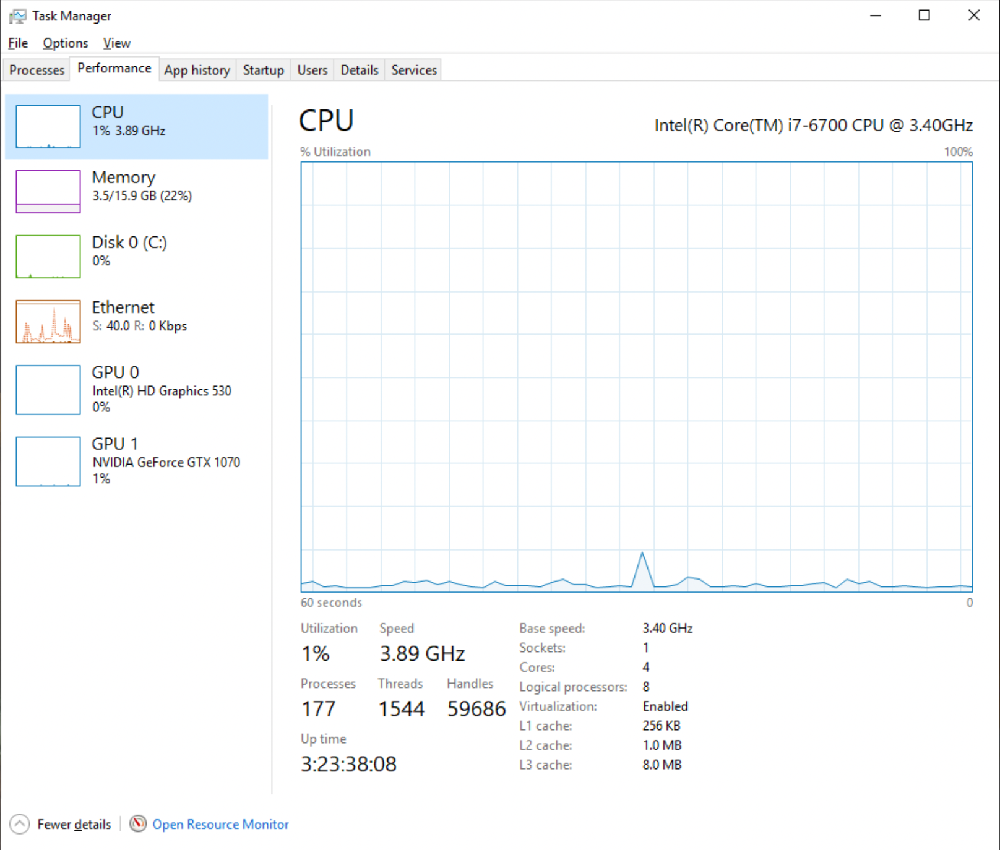 Task Manager
File Options View
Processes Performance App history Startup Users Details Services
CPU
1% 3.89 GHz
Memory
3.5/15.9 GB (22%)
Disk 0 (C:)
0%
Ethernet
S: 40.0 R: 0 Kbps
GPU 0
Intel(R) HD Graphics 530
0%
GPU 1
NVIDIA GeForce GTX 1070
1%
CPU Intel(R) Core(TM) i7-6700 CPU @ 3.40GHz
% Utilization 100%
60 seconds 0
Utilization Speed
1% 3.89 GHz
Processes Threads Handles
177 1544 59686
Up time
3:23:38:08
Base speed: 3.40 GHz
Sockets: 1
Cores: 4
Logical processors: 8
Virtualization: Enabled
L1 cache: 256 KB
L2 cache: 1.0 MB
L3 cache: 8.0 MB
Fewer details Open Resource Monitor